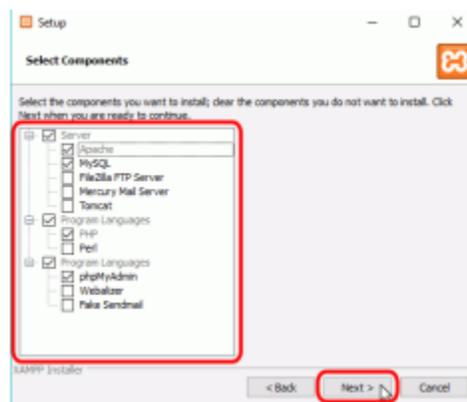 Setup
Select Components
Select the components you want to install; clear the components you do not want to install. Click
Next when you are ready to continue.
Server
Apache
MySQL
FileZilla FTP Server
Mercury Mail Server
Tomcat
Program Languages
PHP
Perl
Program Languages
phpMyAdmin
Webalizer
Fake Sendmail
XAMPP Installer
< Back
Next >
Cancel